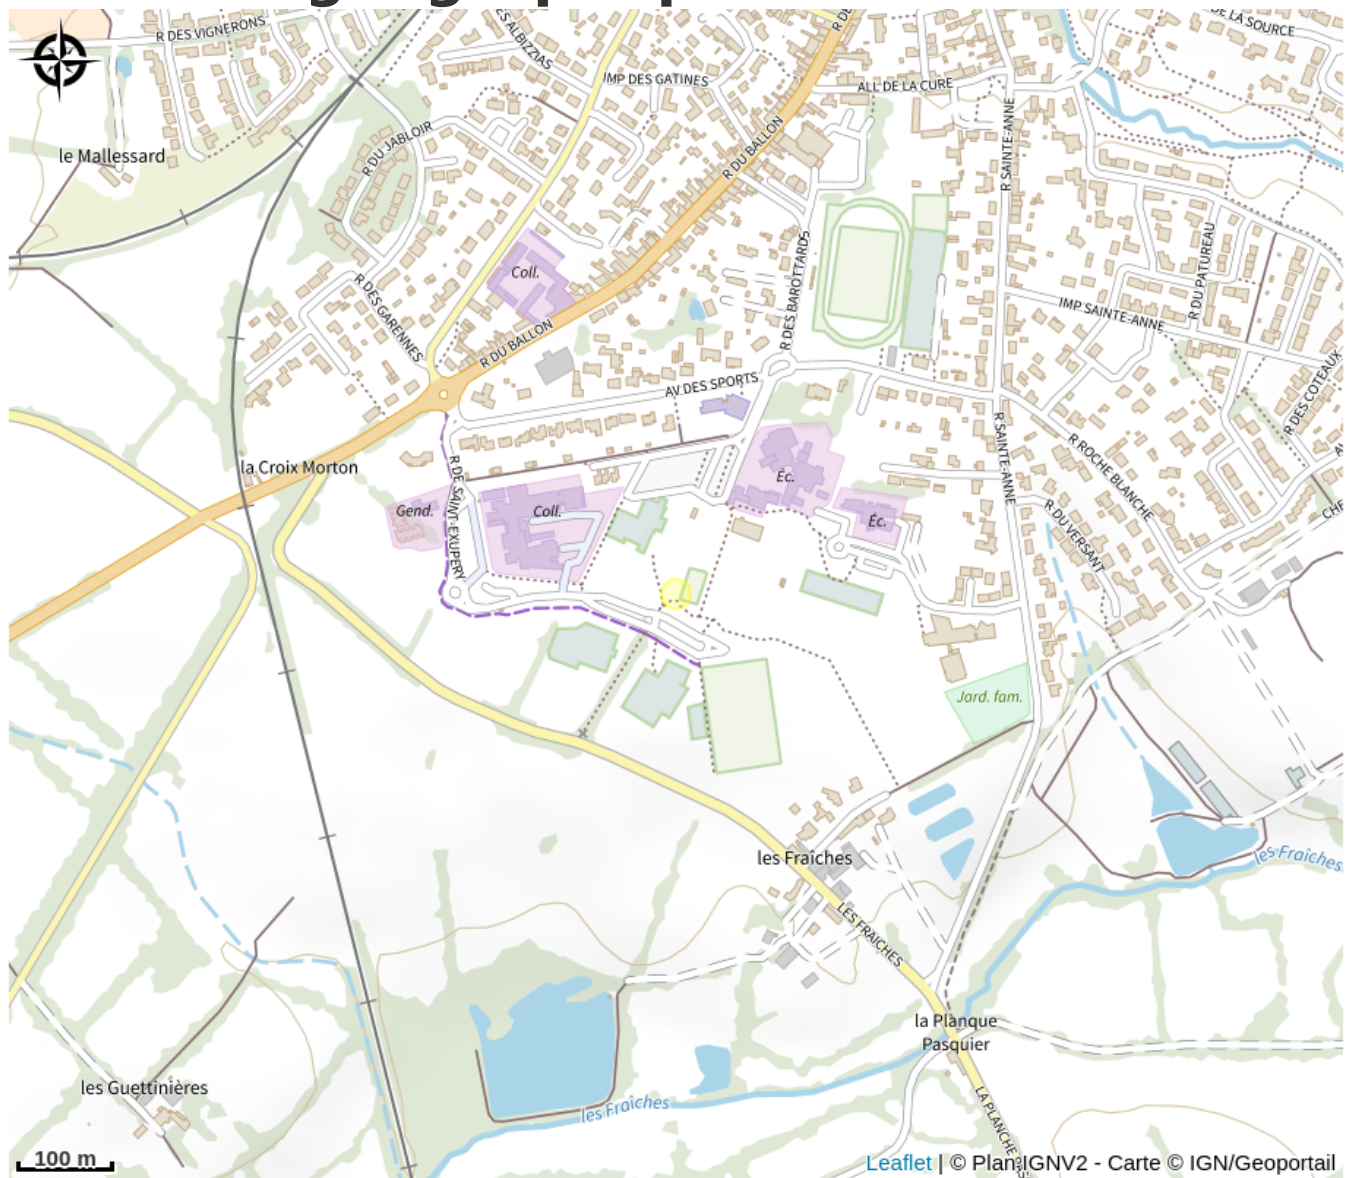 R DES VIGNERONS
ES ALBIZZIAS
R DE
DE LA SOURCE
IMP DES GATINES
ALL DE LA CURE
le Mallessard
R DU JABLOIR
R DU BALLON
R SAINTE-ANNE
Coll.
R DES GARENNES
R DES BAROTTARDS
R DU PATUREAU
IMP SAINTE-ANNE
R DU BALLON
AV DES SPORTS
R DES COTEAUX
R SAINTE-ANNE
R ROCHE BLANCHE
la Croix Morton
R DE SAINT-EXUPERY
Gend.
Coll.
Éc.
Éc.
R DU VERSANT
CHE
Jard. fam.
les Fraîches
les Fraîches
LES FRAICHES
la Planque
Pasquier
les Guettinières
les Fraîches
LA PLANCHE
100 m
Leaflet | © PlanIGNV2 - Carte © IGN/Geoportail